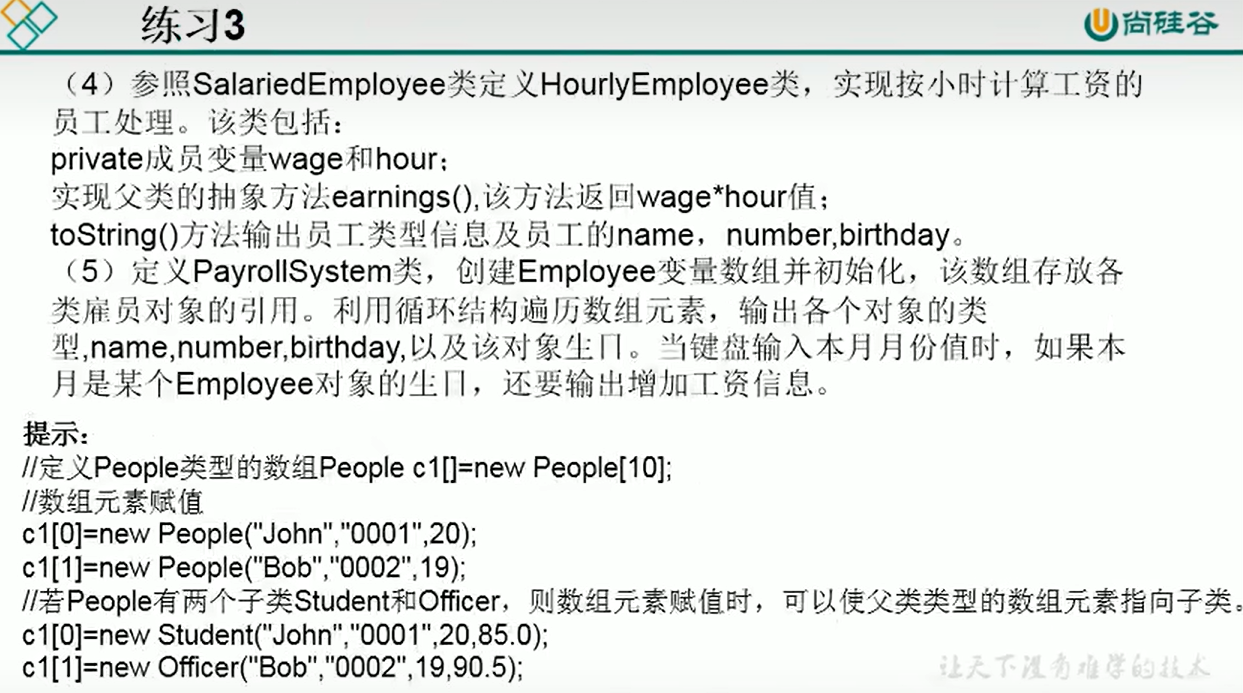 练习3
尚硅谷
（4）参照SalariedEmployee类定义HourlyEmployee类，实现按小时计算工资的
员工处理。该类包括：
private成员变量wage和hour；
实现父类的抽象方法earnings(),该方法返回wage*hour值；
toString()方法输出员工类型信息及员工的name，number,birthday。
（5）定义PayrollSystem类，创建Employee变量数组并初始化，该数组存放各
类雇员对象的引用。利用循环结构遍历数组元素，输出各个对象的类
型,name,number,birthday,以及该对象生日。当键盘输入本月月份值时，如果本
月是某个Employee对象的生日，还要输出增加工资信息。
提示：
//定义People类型的数组People c1[]=new People[10];
//数组元素赋值
c1[0]=new People("John","0001",20);
c1[1]=new People("Bob","0002",19);
//若People有两个子类Student和Officer，则数组元素赋值时，可以使父类类型的数组元素指向子类。
c1[0]=new Student("John","0001",20,85.0);
c1[1]=new Officer("Bob","0002",19,90.5);
让天下没有难学的技术